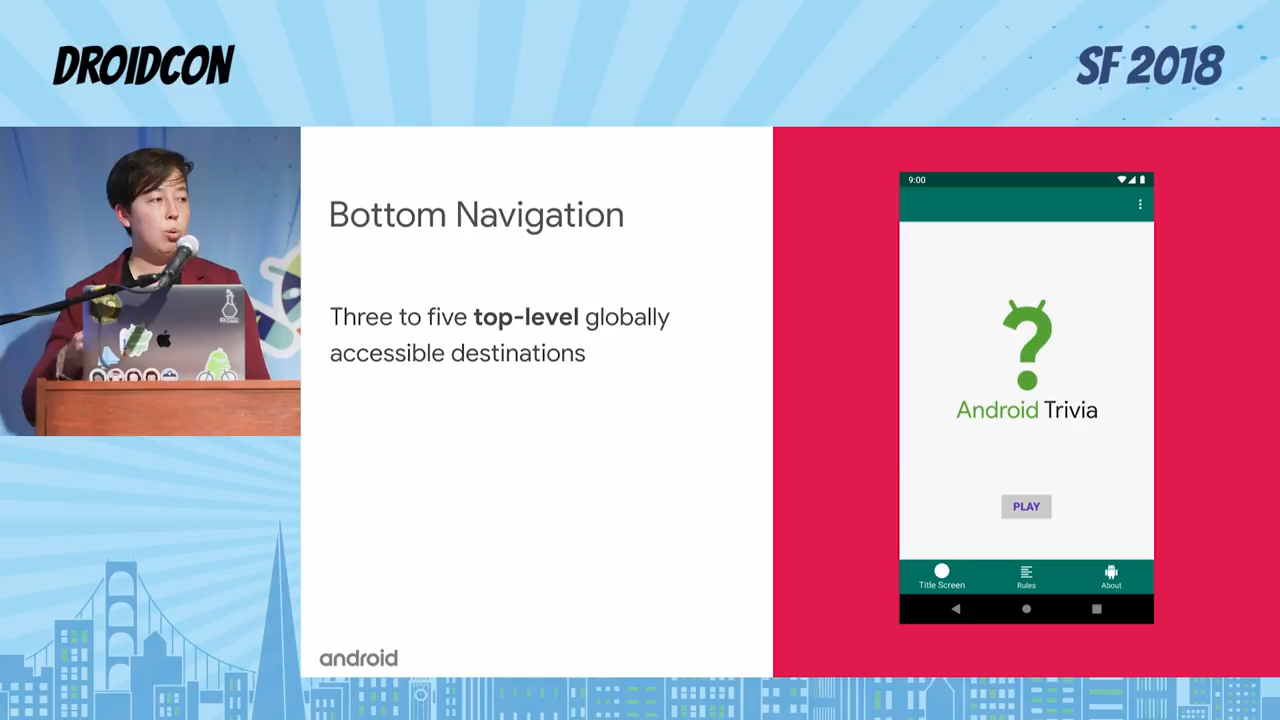 DROIDCON
SF 2018
Bottom Navigation
Three to five top-level globally
accessible destinations
android
9:00
Android Trivia
PLAY
Title Screen
Rules
About